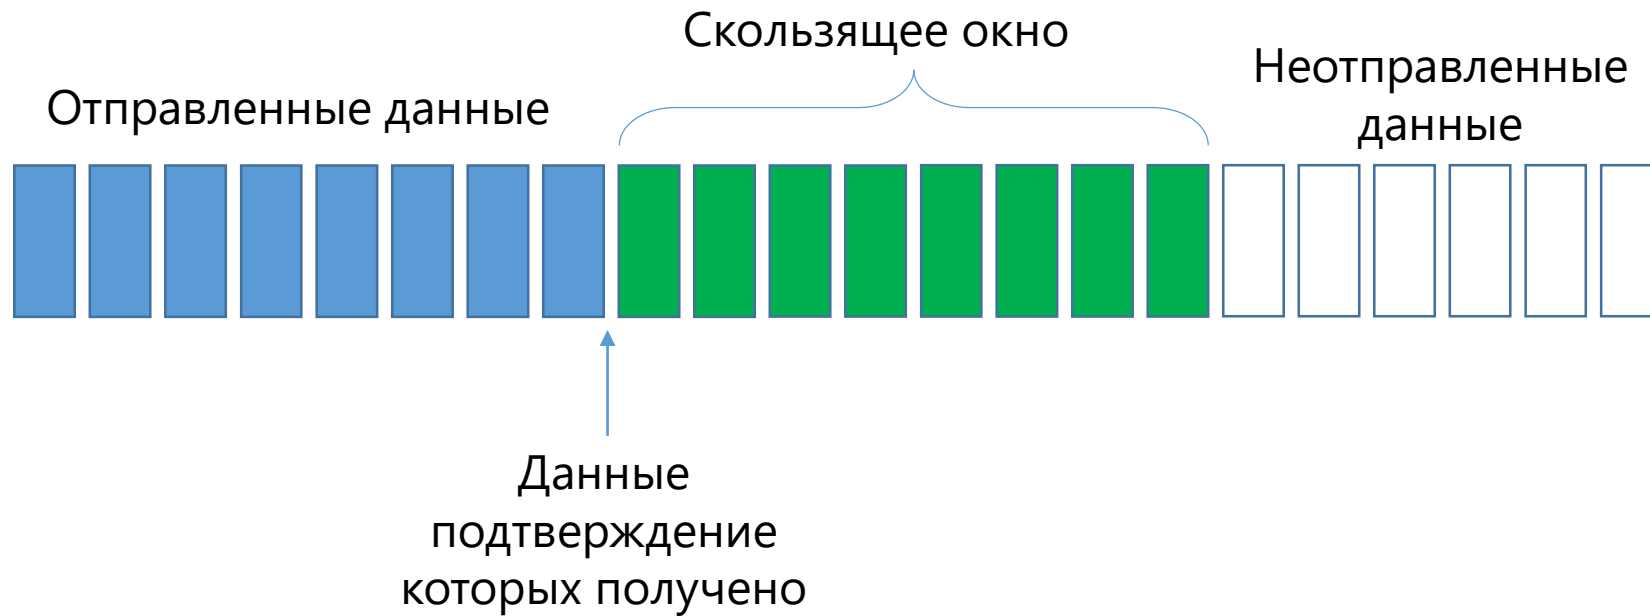 Скользящее окно
Отправленные данные
Неотправленные
данные
Данные
подтверждение
которых получено